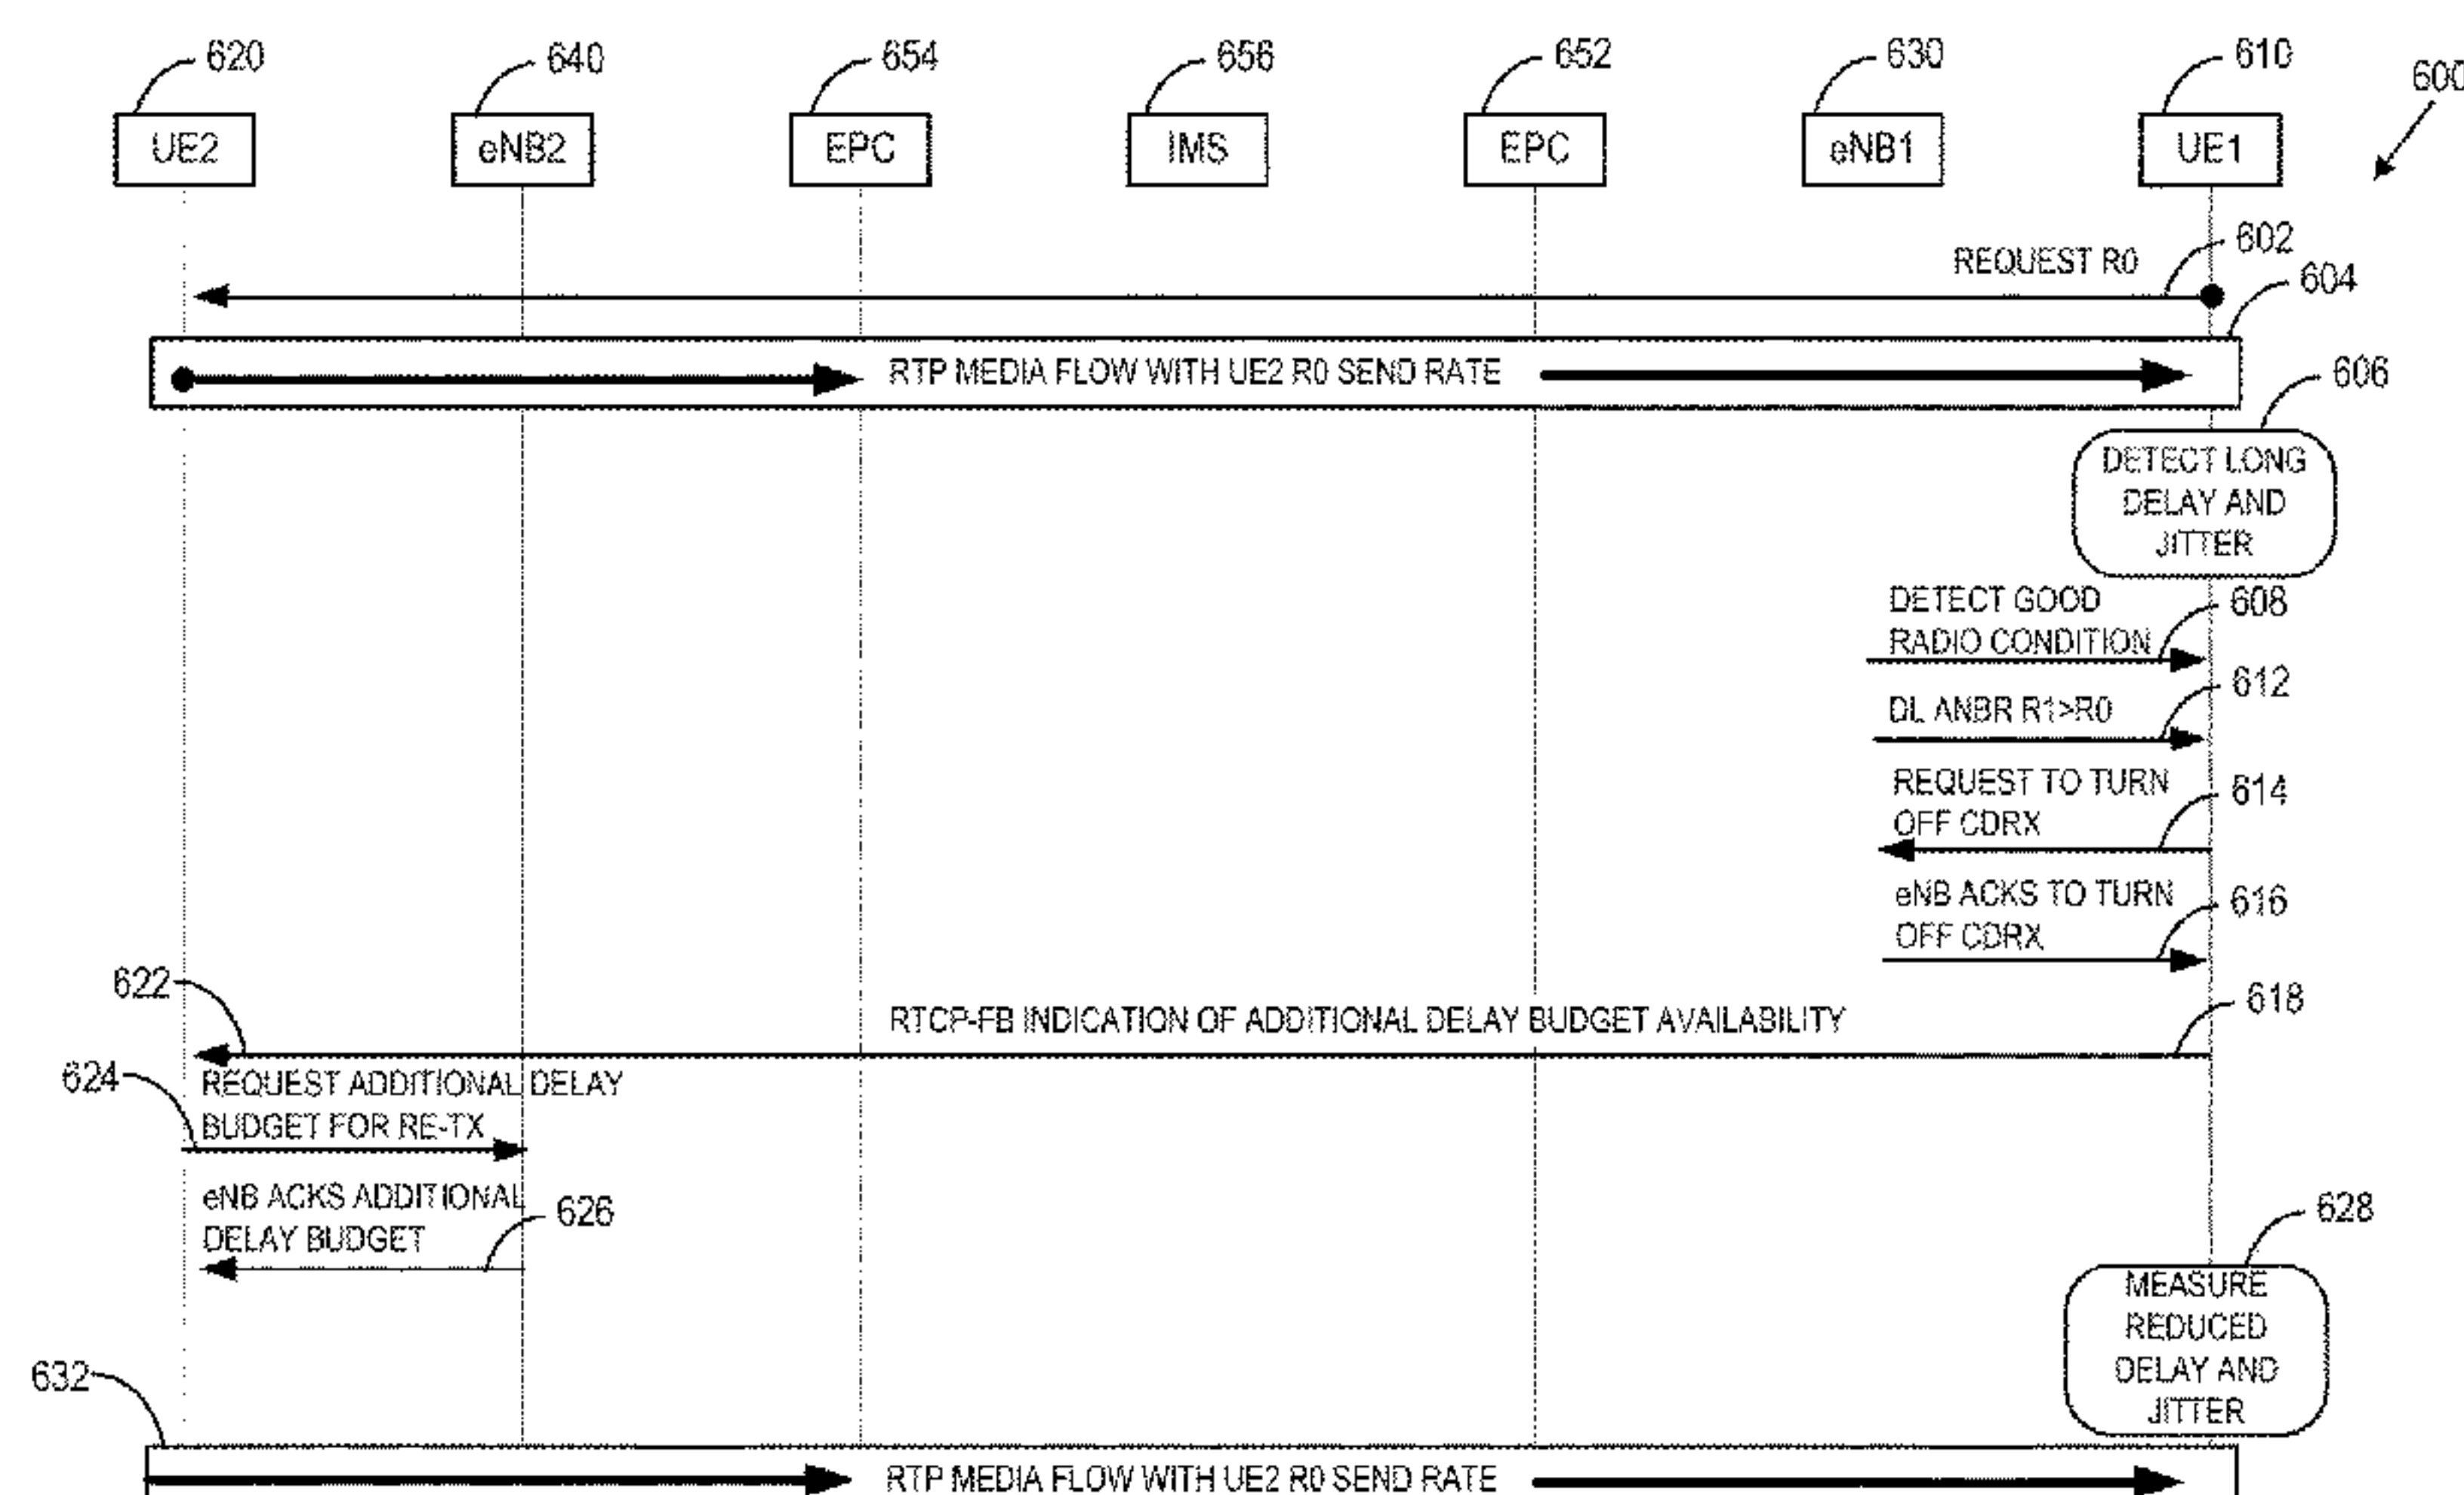 620 640 654 656 652 630 610 600
UE2 eNB2 EPC IMS EPC eNB1 UE1
602
REQUEST R0
604
RTP MEDIA FLOW WITH UE2 R0 SEND RATE
606
DETECT LONG
DELAY AND
JITTER
DETECT GOOD
RADIO CONDITION
608
612
DL ANBR R1>R0
REQUEST TO TURN
OFF CDRX
614
eNB ACKS TO TURN
OFF CDRX
616
622
RTCP-FB INDICATION OF ADDITIONAL DELAY BUDGET AVAILABILITY
618
624
REQUEST ADDITIONAL DELAY
BUDGET FOR RE-TX
eNB ACKS ADDITIONAL
DELAY BUDGET
626
628
MEASURE
REDUCED
DELAY AND
JITTER
632
RTP MEDIA FLOW WITH UE2 R0 SEND RATE